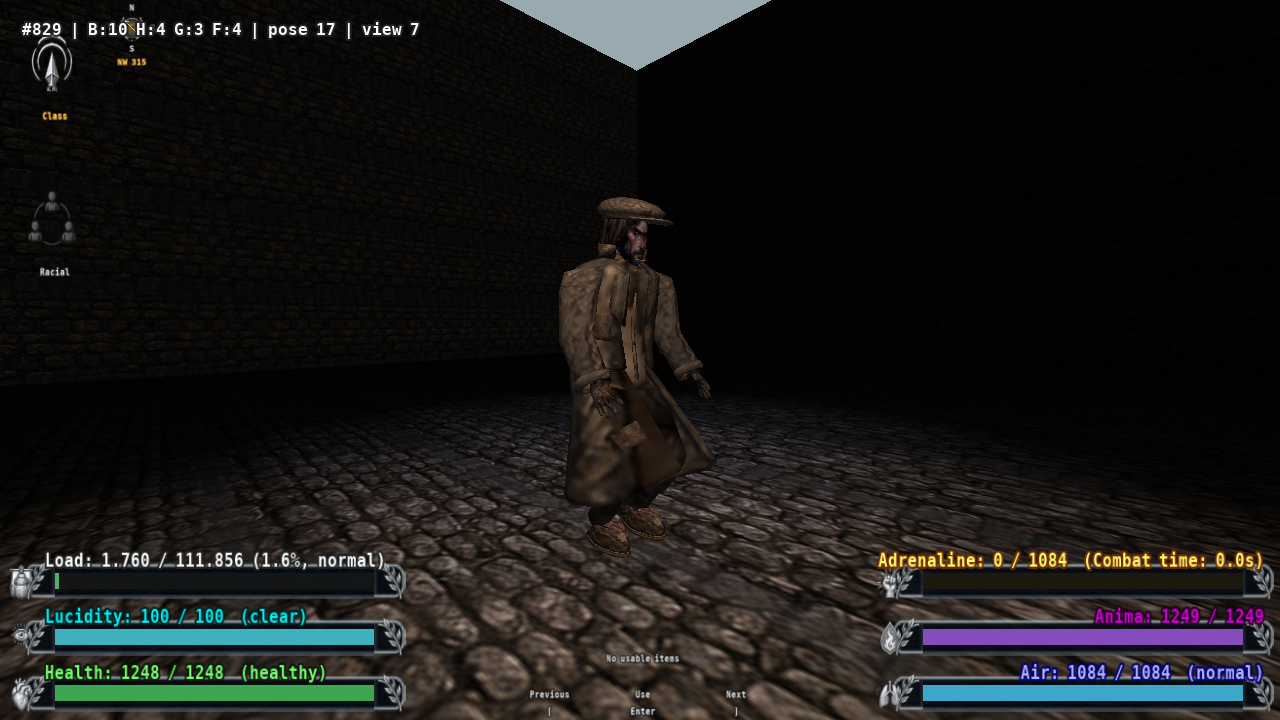 N
#829 | B:10 H:4 G:3 F:4 | pose 17 | view 7
S
NW 315
Class
Racial
Load: 1.760 / 111.856 (1.6%, normal)
Adrenaline: 0 / 1084 (Combat time: 0.0s)
Lucidity: 100 / 100 (clear)
Anima: 1249 / 1249
No usable items
Health: 1248 / 1248 (healthy)
Air: 1084 / 1084 (normal)
Previous Use Next
[ Enter ]